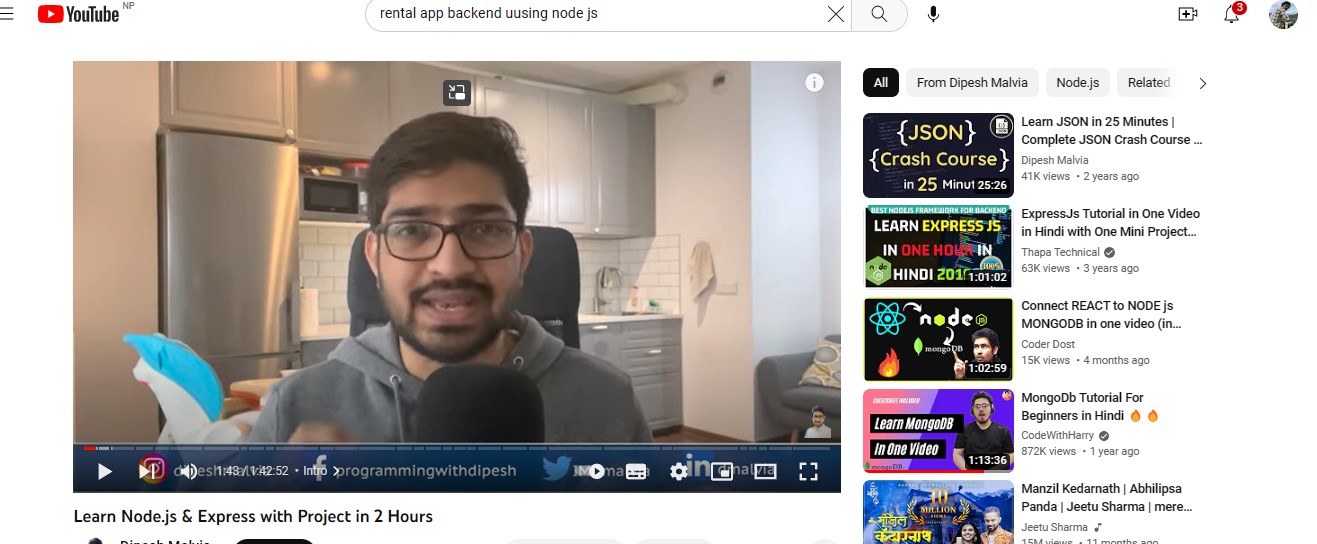 YouTube NP
rental app backend uusing node js
3
All
From Dipesh Malvia
Node.js
Related
{JSON}
{Crash Course}
in 25 Minut
25:26
Learn JSON in 25 Minutes |
Complete JSON Crash Course ...
Dipesh Malvia
41K views • 2 years ago
BEST NODEJS FRAMEWORK FOR BACKEND
LEARN EXPRESS JS
IN ONE HOUR IN
HINDI 201
100%
1:01:02
ExpressJs Tutorial in One Video
in Hindi with One Mini Project...
Thapa Technical
63K views • 3 years ago
node
mongoDB
1:02:59
Connect REACT to NODE js
MONGODB in one video (in...
Coder Dost
15K views • 4 months ago
CHEATSHEET INCLUDED
Learn MongoDB
In One Video
mongoDB
1:13:36
MongoDb Tutorial For
Beginners in Hindi 🔥 🔥
CodeWithHarry
872K views • 1 year ago
10
MILLION
Manzil Kedarnath | Abhilipsa
Panda | Jeetu Sharma | mere...
Jeetu Sharma
15M views • 11 months ago
1:43 / 1:42:52 • Intro
programmingwithdipesh
in
Learn Node.js & Express with Project in 2 Hours
Dipesh Malvia